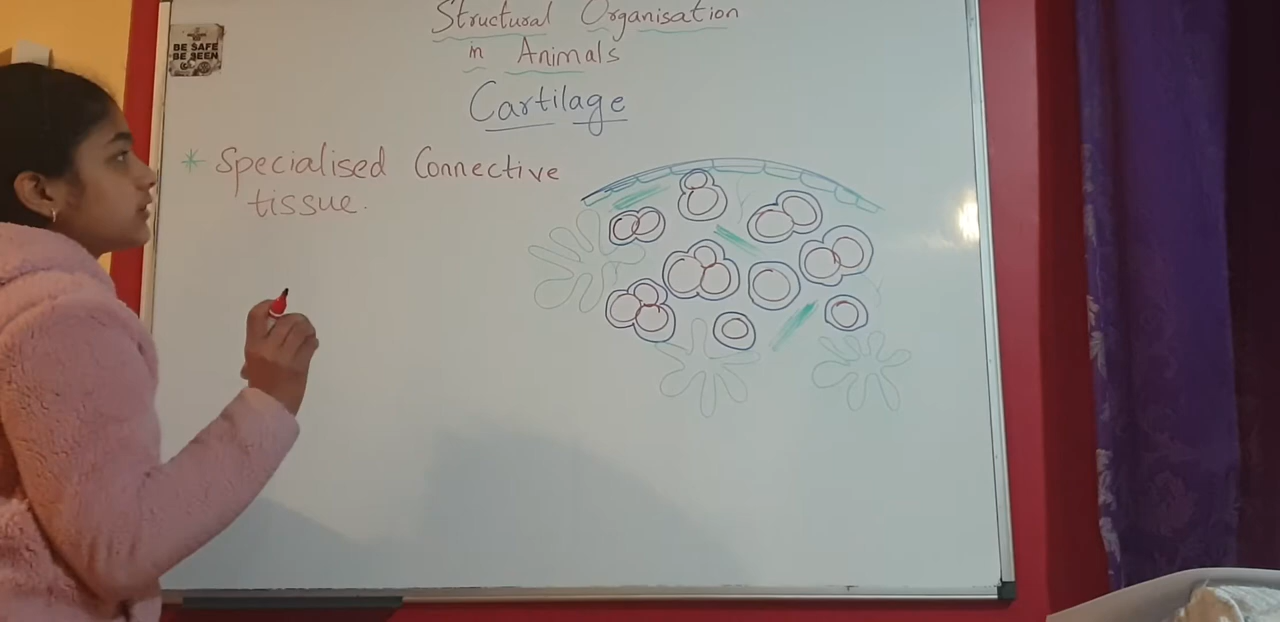 Structural Organisation
in Animals
Cartilage
BE SAFE
BE SEEN
* Specialised Connective
tissue.